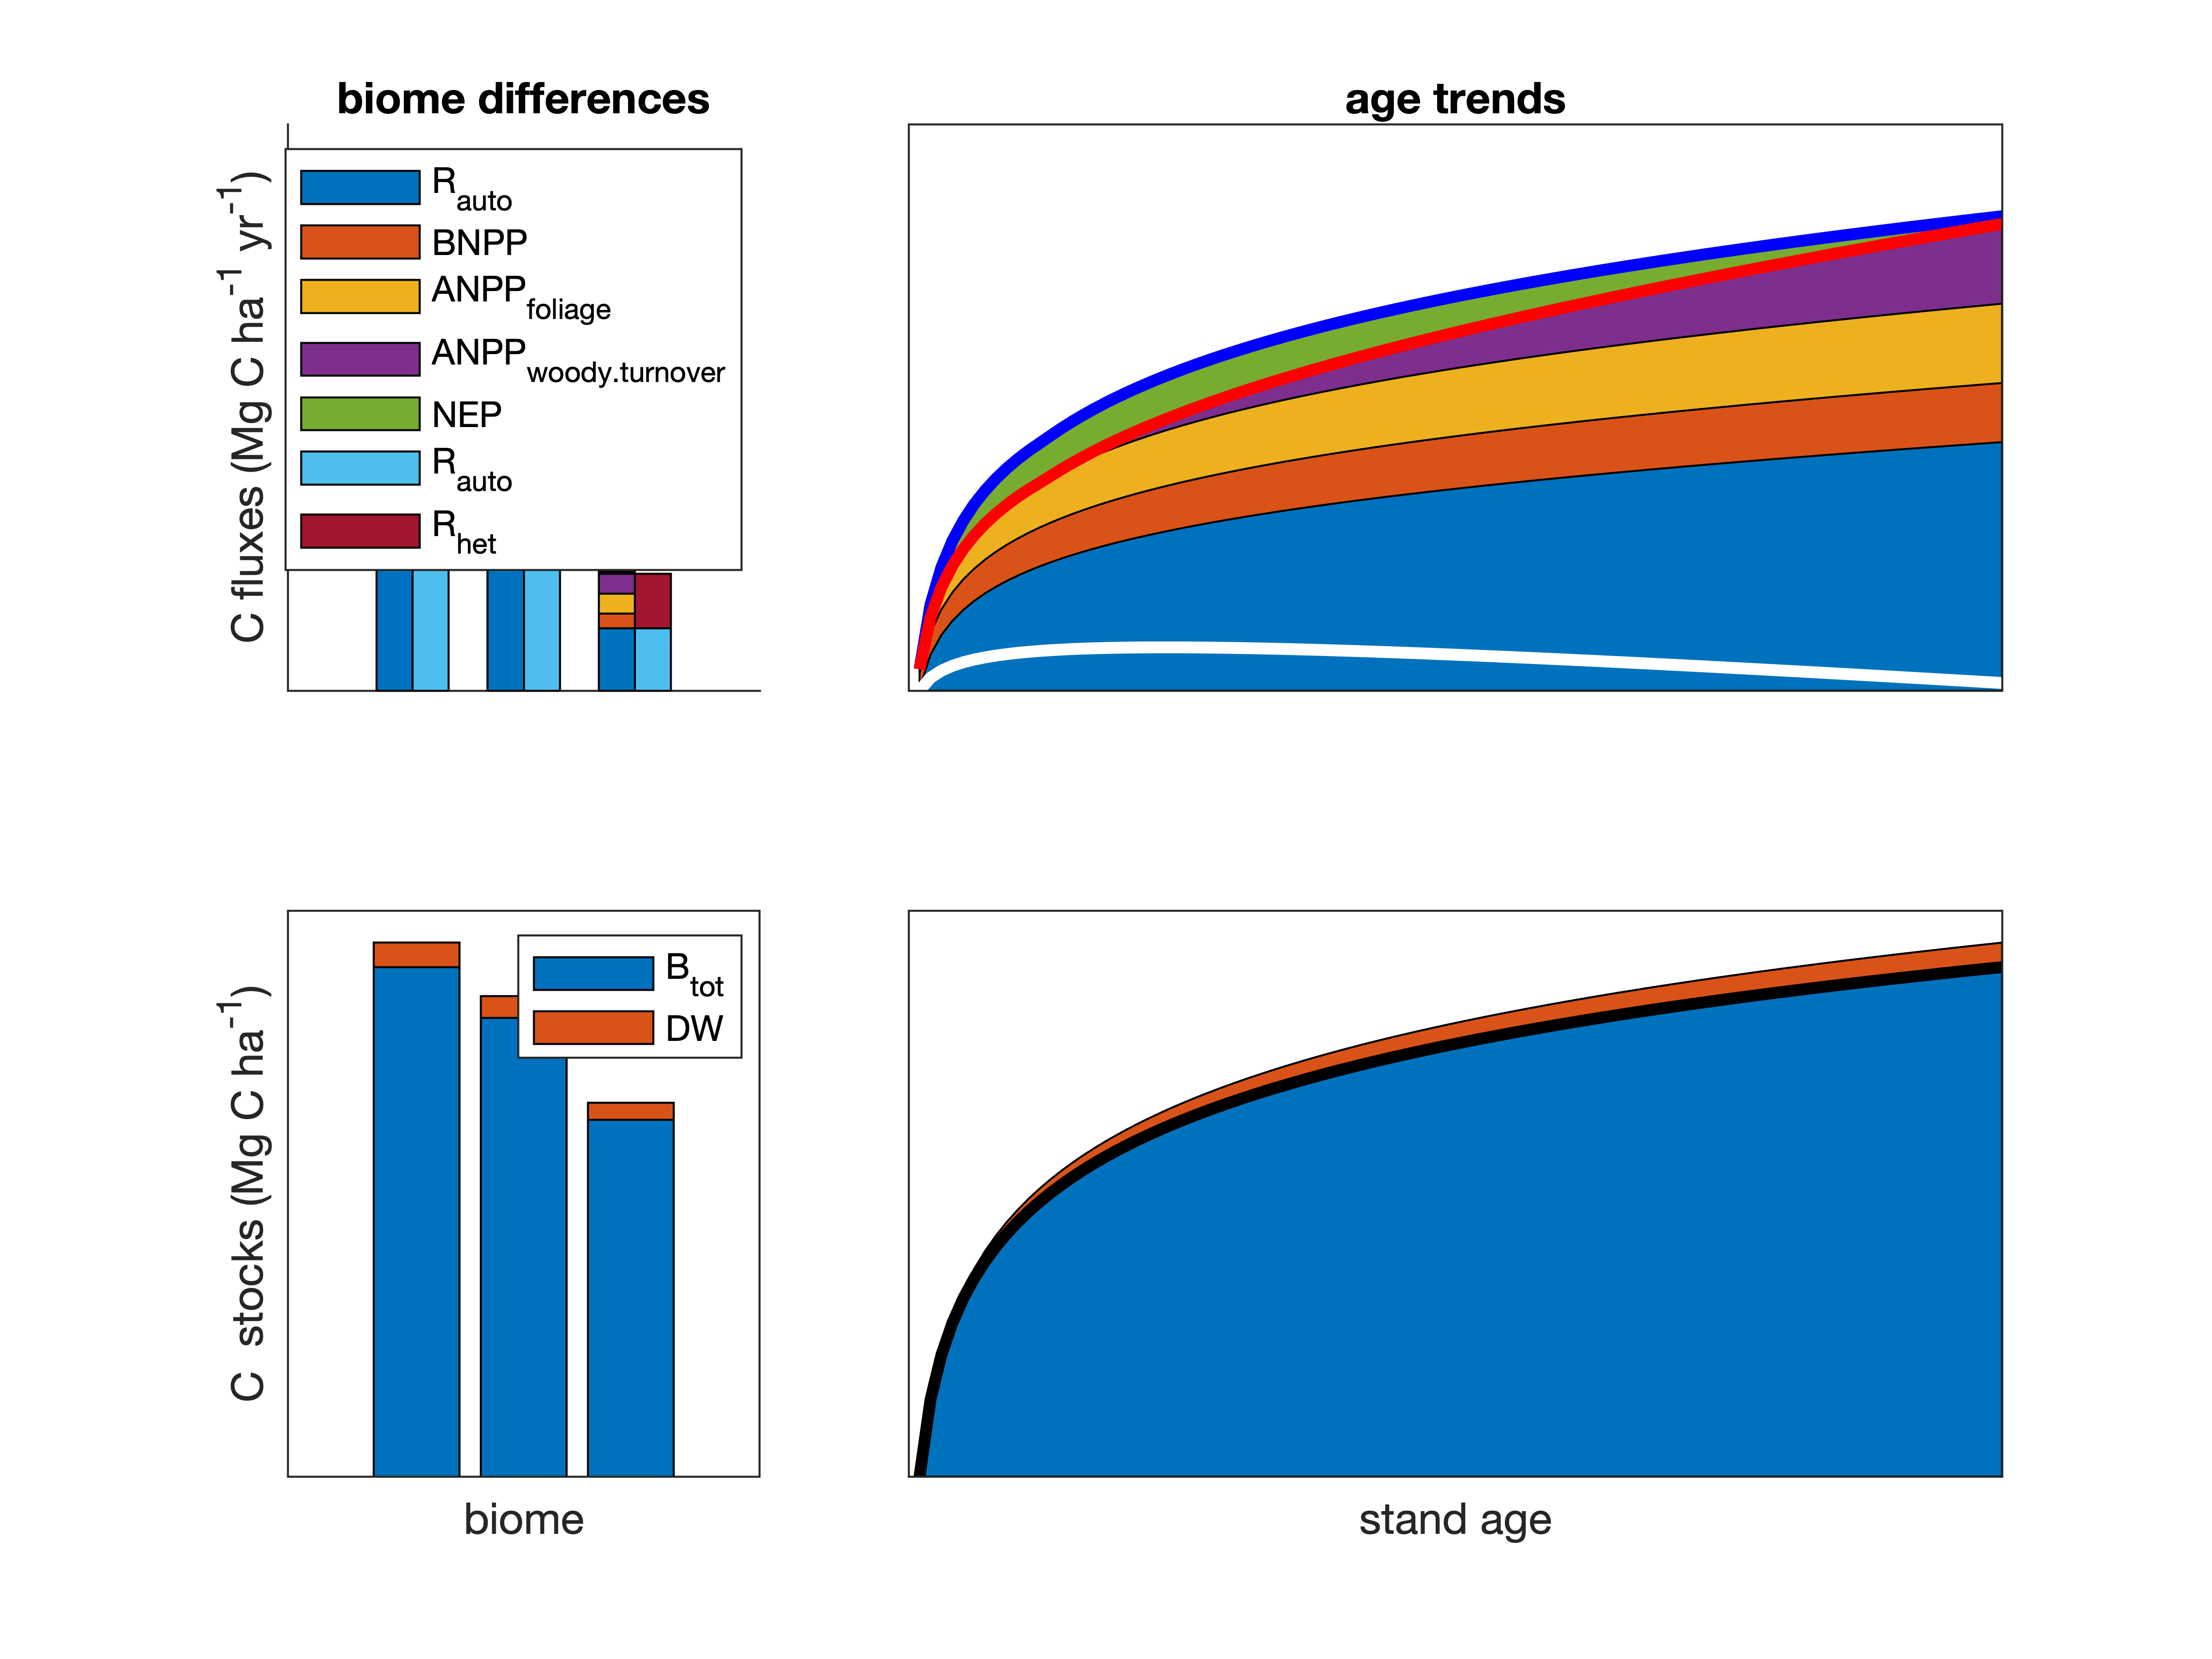 biome differences
age trends
C fluxes (Mg C ha-1 yr-1)
Rauto
BNPP
ANPPfoliage
ANPPwoody.turnover
NEP
Rauto
Rhet
C stocks (Mg C ha-1)
Btot
DW
biome
stand age